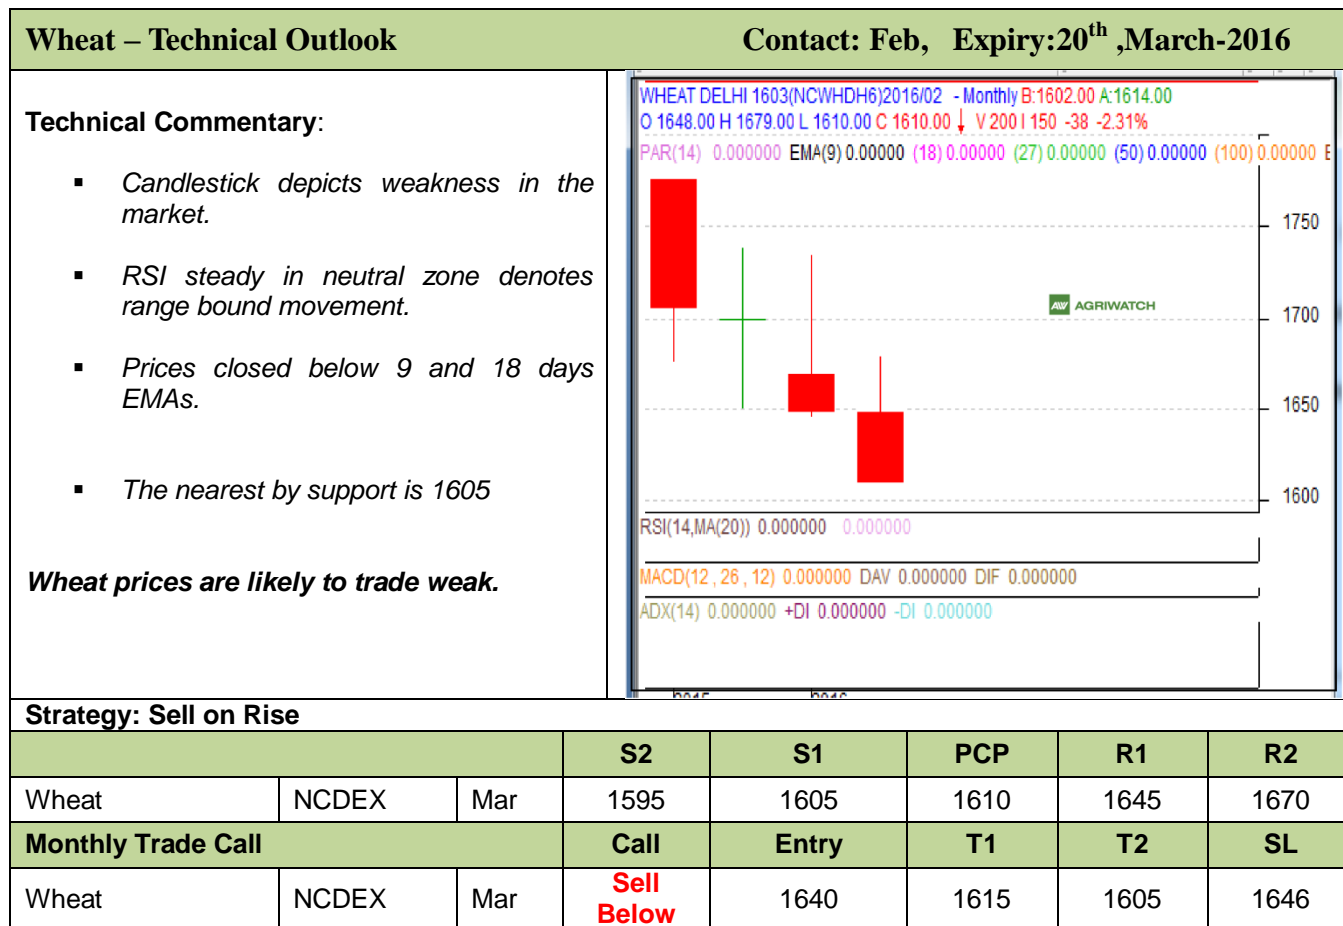 Wheat – Technical Outlook Contact: Feb, Expiry:20th ,March-2016
Technical Commentary:
▪ Candlestick depicts weakness in the
market.
▪ RSI steady in neutral zone denotes
range bound movement.
▪ Prices closed below 9 and 18 days
EMAs.
▪ The nearest by support is 1605
Wheat prices are likely to trade weak.
WHEAT DELHI 1603(NCWHDH6)2016/02 - Monthly B:1602.00 A:1614.00
O 1648.00 H 1679.00 L 1610.00 C 1610.00 ↓ V 200 I 150 -38 -2.31%
PAR(14) 0.000000 EMA(9) 0.00000 (18) 0.00000 (27) 0.00000 (50) 0.00000 (100) 0.00000
1750
1700
AW AGRIWATCH
1650
1600
RSI(14,MA(20)) 0.000000 0.000000
MACD(12 , 26 , 12) 0.000000 DAV 0.000000 DIF 0.000000
ADX(14) 0.000000 +DI 0.000000 -DI 0.000000
2015 2016
Strategy: Sell on Rise
S2 S1 PCP R1 R2
Wheat NCDEX Mar 1595 1605 1610 1645 1670
Monthly Trade Call Call Entry T1 T2 SL
Wheat NCDEX Mar Sell Below 1640 1615 1605 1646